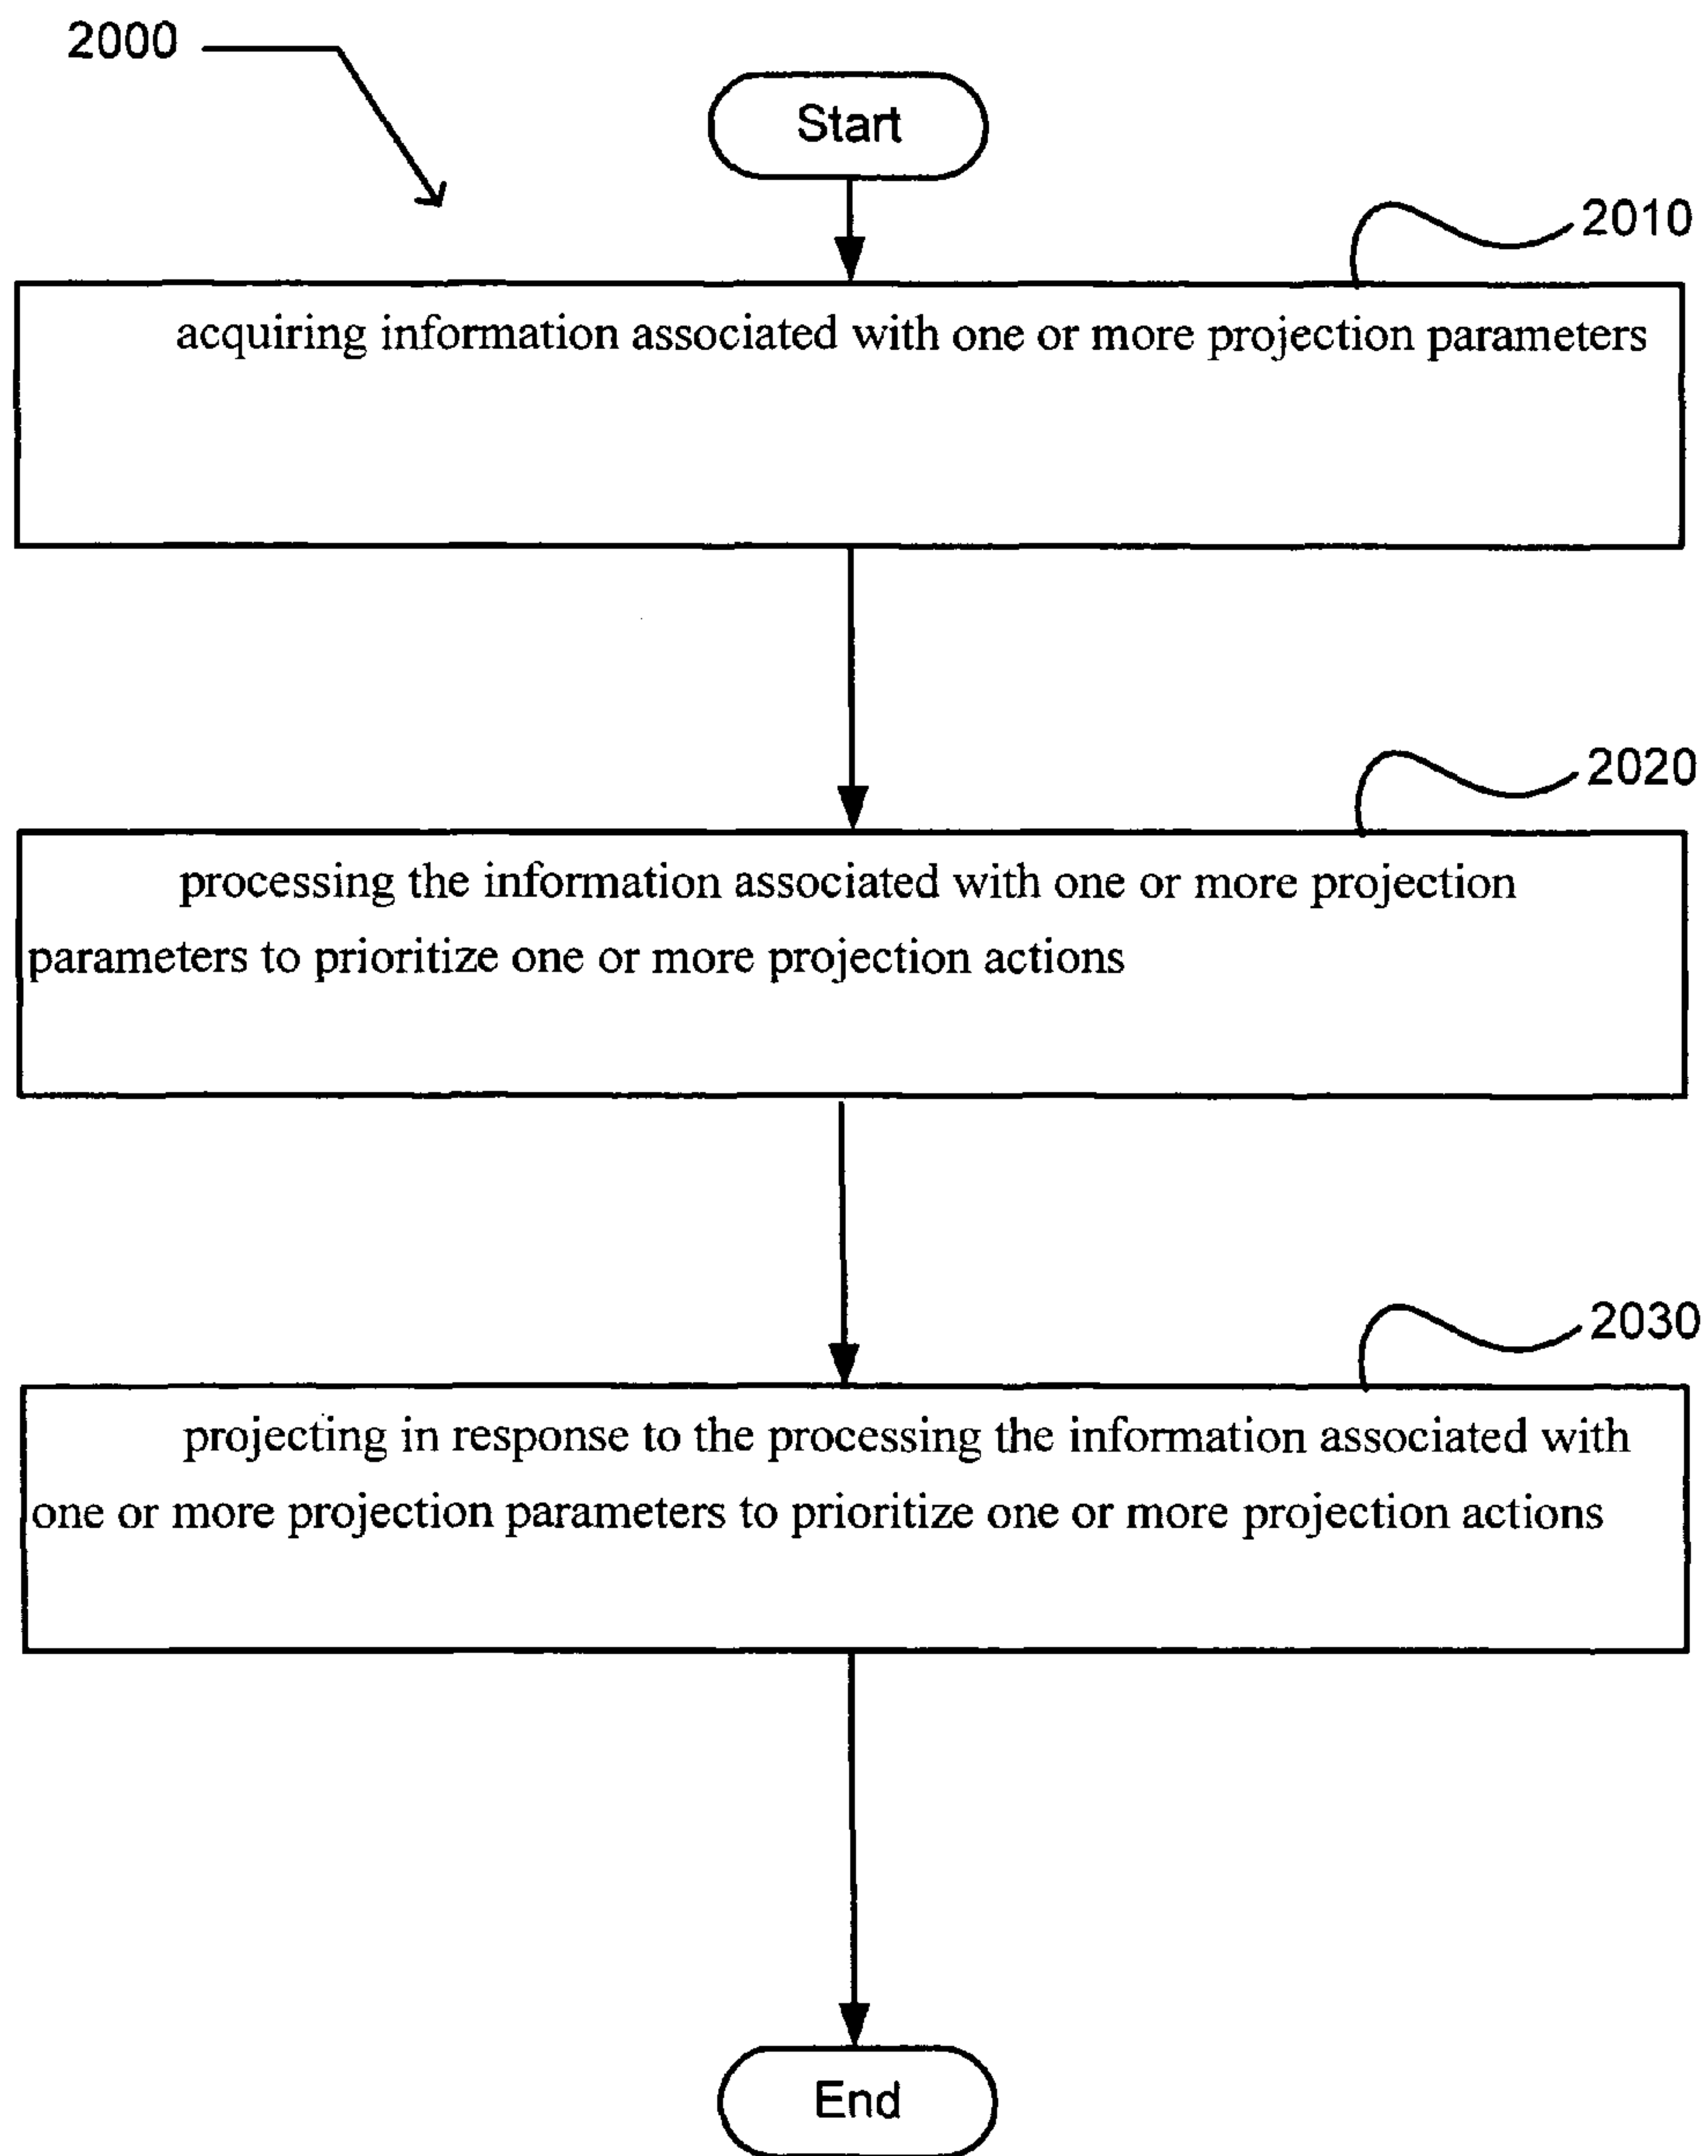 2000
Start
2010
acquiring information associated with one or more projection parameters
2020
processing the information associated with one or more projection
parameters to prioritize one or more projection actions
2030
projecting in response to the processing the information associated with
one or more projection parameters to prioritize one or more projection actions
End